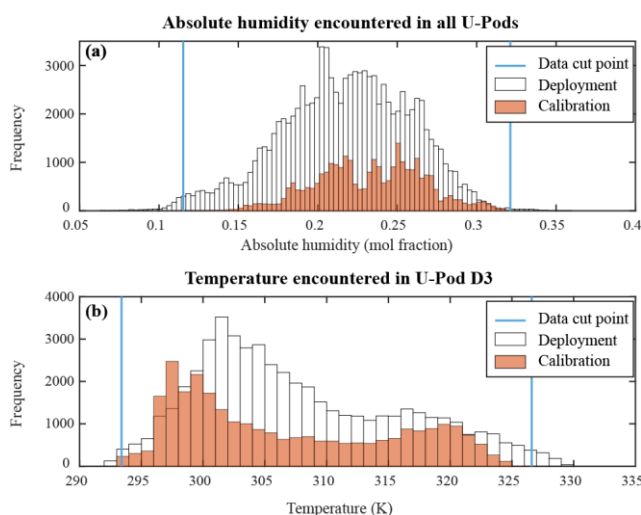 Absolute humidity encountered in all U-Pods
(a)
Data cut point
Deployment
Calibration
3000
2000
1000
0
Frequency
0.05 0.1 0.15 0.2 0.25 0.3 0.35 0.4
Absolute humidity (mol fraction)
Temperature encountered in U-Pod D3
(b)
Data cut point
Deployment
Calibration
4000
3000
2000
1000
0
Frequency
290 295 300 305 310 315 320 325 330 335
Temperature (K)